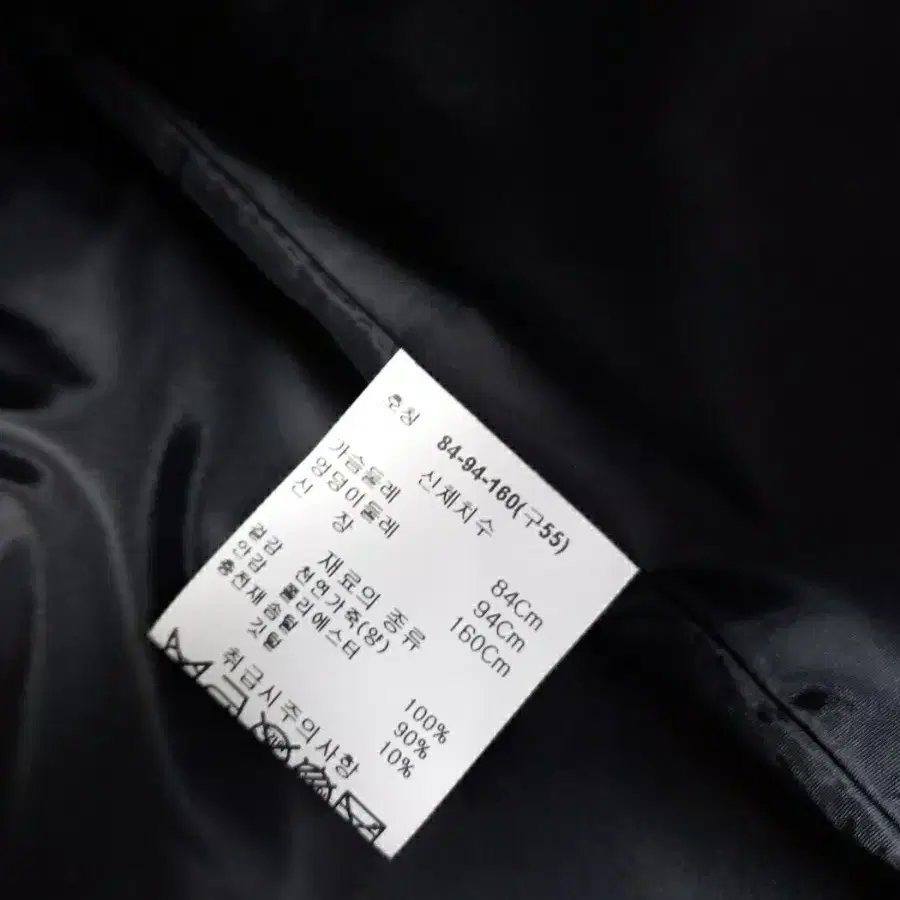 호칭 84-94-160(구55)
신체치수
가슴둘레 84Cm
엉덩이둘레 94Cm
신 장 160Cm
재료의 종류
겉감 천연가죽(양)
안감 폴리에스터 100%
충전재 솜털 90%
깃털 10%
취급시주의사항